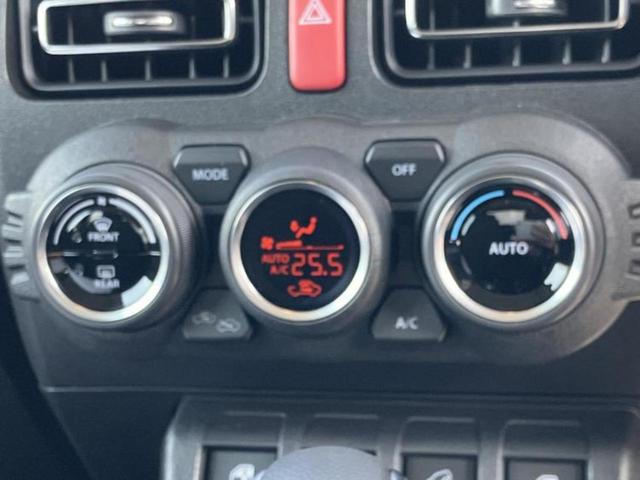 MODE
OFF
FRONT
REAR
AUTO
A/C 25.5
AUTO
A/C